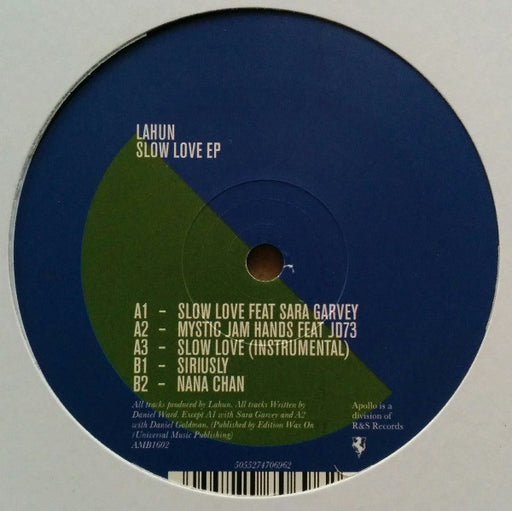 LAHUN
SLOW LOVE EP
A1 - SLOW LOVE FEAT SARA GARVEY
A2 - MYSTIC JAM HANDS FEAT JD73
A3 - SLOW LOVE (INSTRUMENTAL)
B1 - SIRIUSLY
B2 - NANA CHAN
All tracks produced by Lahun. All tracks Written by
Daniel Ward. Except A1 with Sara Garvey and A2
with Daniel Goldman. (Published by Edition Wax On
(Universal Music Publishing)
AMB1602
Apollo is a
division of
R&S Records
5055274706962